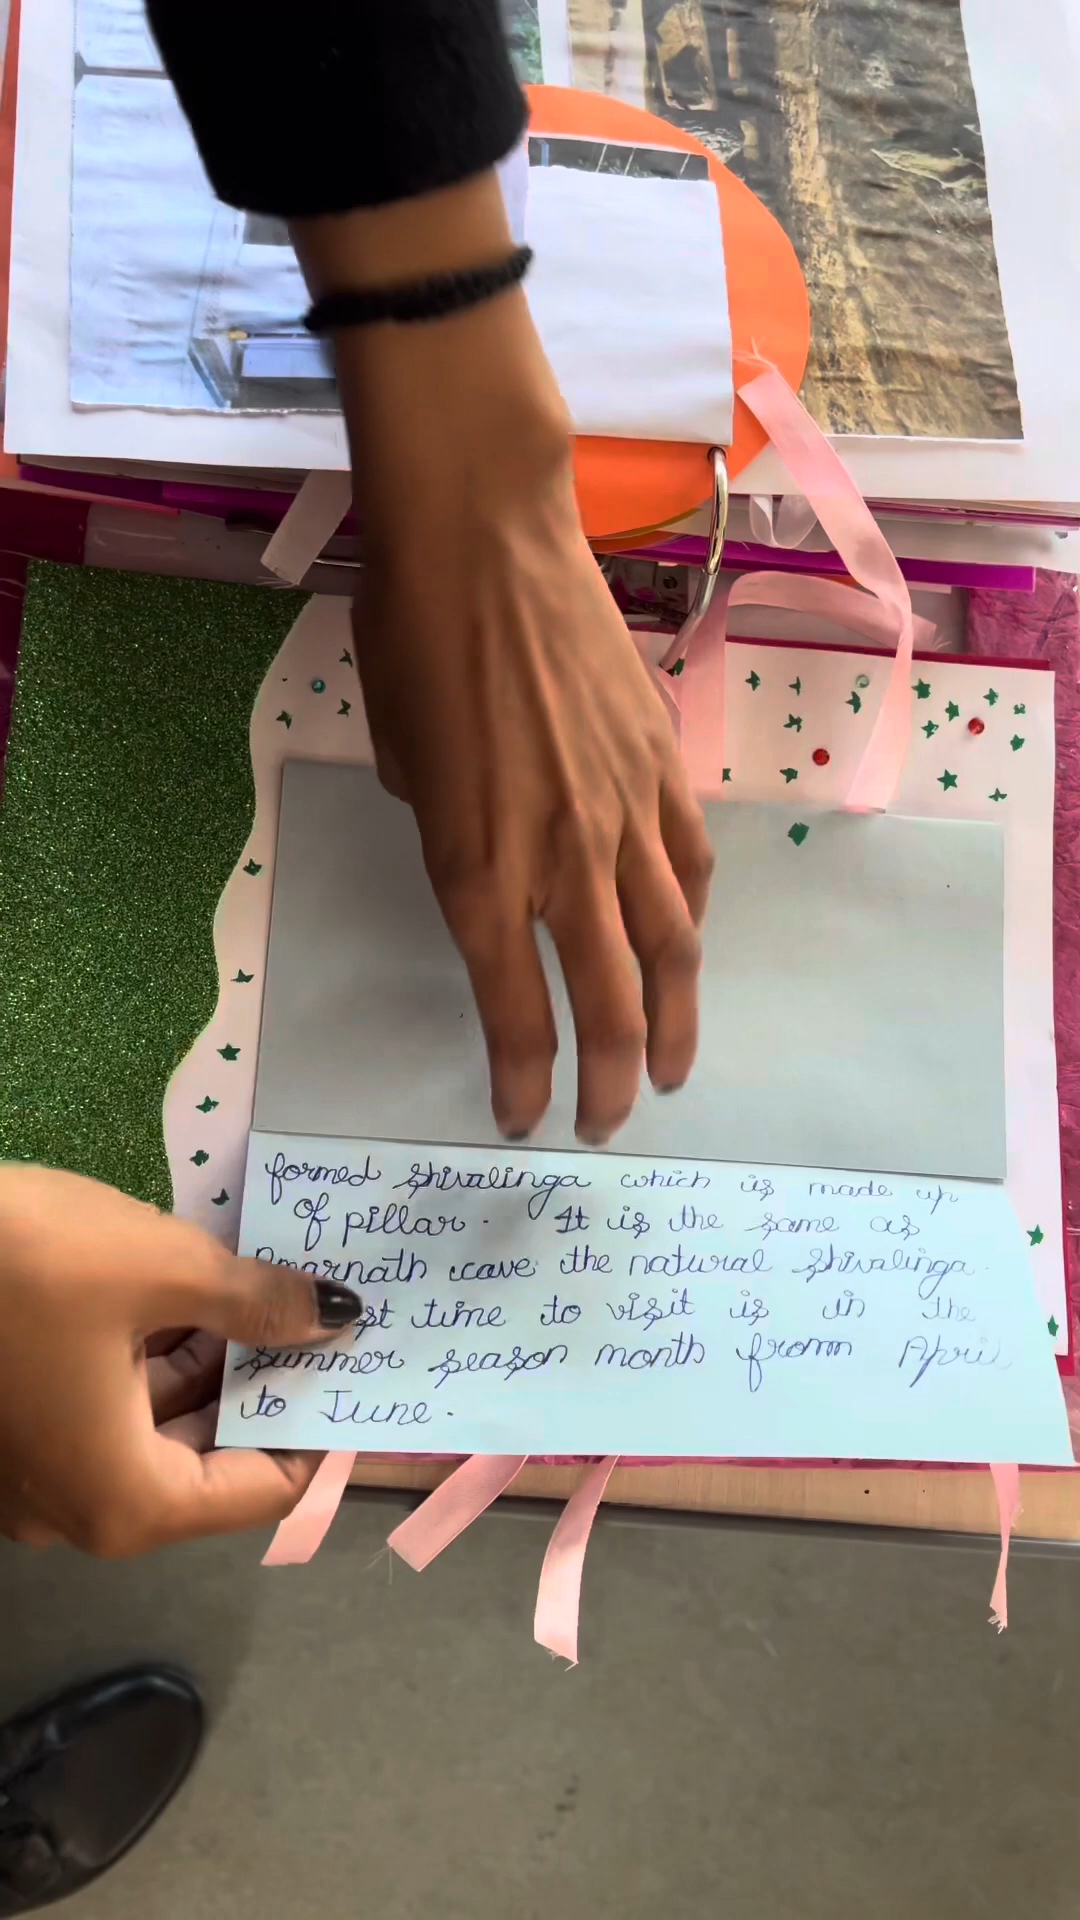 formed shivalinga which is made up
of pillar. It is the same as
Amarnath cave the natural shivalinga.
time to visit is in the
summer season month from April
to June.